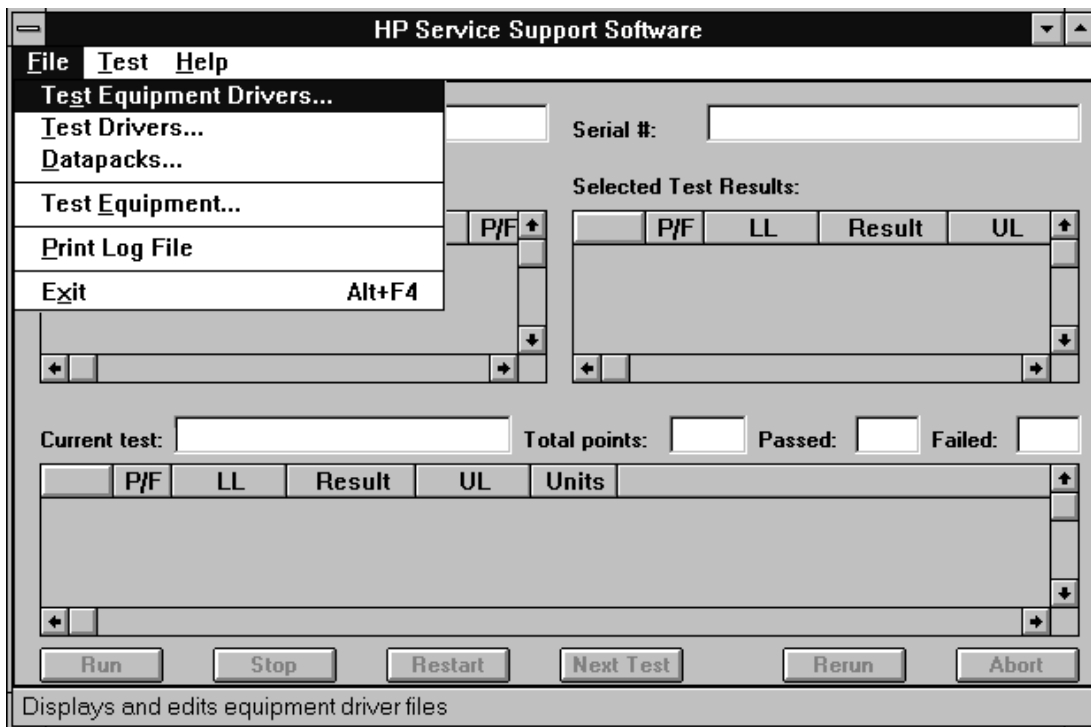 HP Service Support Software
File Test Help
Test Equipment Drivers...
Test Drivers...
Datapacks...
Test Equipment...
Print Log File
Exit Alt+F4
Serial #:
Selected Test Results:
P/F
P/F LL Result UL
Current test: Total points: Passed: Failed:
P/F LL Result UL Units
Run Stop Restart Next Test Rerun Abort
Displays and edits equipment driver files